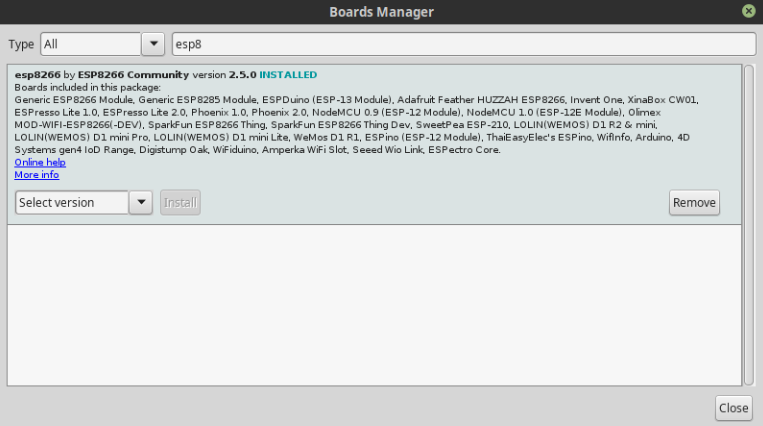 Boards Manager
Type All esp8
esp8266 by ESP8266 Community version 2.5.0 INSTALLED
Boards included in this package:
Generic ESP8266 Module, Generic ESP8285 Module, ESPDuino (ESP-13 Module), Adafruit Feather HUZZAH ESP8266, Invent One, XinaBox CW01,
ESPresso Lite 1.0, ESPresso Lite 2.0, Phoenix 1.0, Phoenix 2.0, NodeMCU 0.9 (ESP-12 Module), NodeMCU 1.0 (ESP-12E Module), Olimex
MOD-WIFI-ESP8266(-DEV), SparkFun ESP8266 Thing, SparkFun ESP8266 Thing Dev, SweetPea ESP-210, LOLIN(WEMOS) D1 R2 & mini,
LOLIN(WEMOS) D1 mini Pro, LOLIN(WEMOS) D1 mini Lite, WeMos D1 R1, ESPino (ESP-12 Module), ThaiEasyElec's ESPino, WifInfo, Arduino, 4D
Systems gen4 IoD Range, Digistump Oak, WiFiduino, Amperka WiFi Slot, Seeed Wio Link, ESPectro Core.
Online help
More info
Select version Install Remove
Close